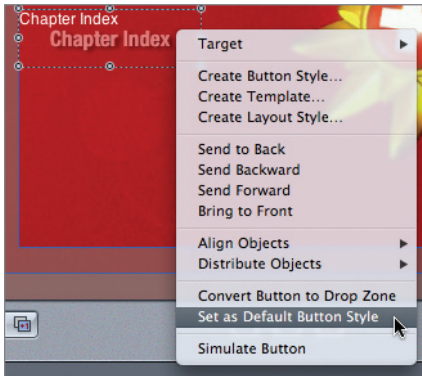 Chapter Index
Chapter Index
Target
Create Button Style...
Create Template...
Create Layout Style...
Send to Back
Send Backward
Send Forward
Bring to Front
Align Objects
Distribute Objects
Convert Button to Drop Zone
Set as Default Button Style
Simulate Button